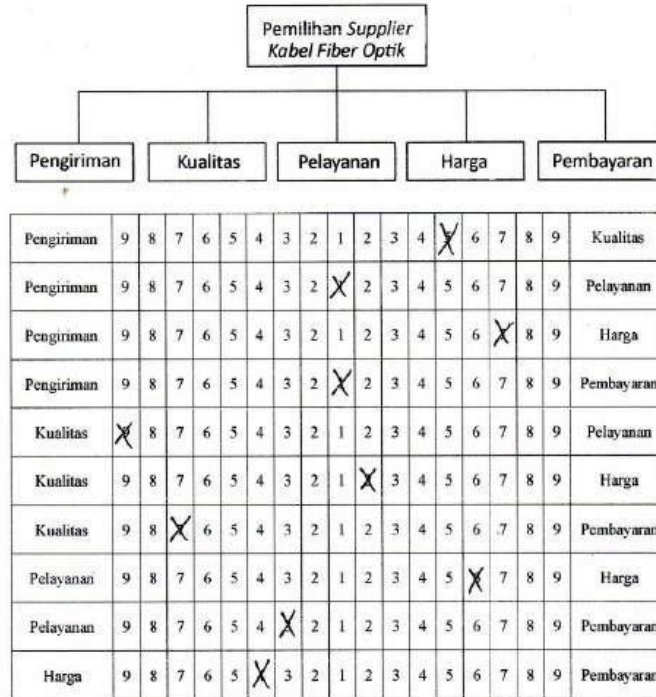 Pemilihan Supplier
Kabel Fiber Optik
Pengiriman Kualitas Pelayanan Harga Pembayaran
Pengiriman 9 8 7 6 5 4 3 2 1 2 3 4 5 6 7 8 9 Kualitas
Pengiriman 9 8 7 6 5 4 3 2 1 2 3 4 5 6 7 8 9 Pelayanan
Pengiriman 9 8 7 6 5 4 3 2 1 2 3 4 5 6 7 8 9 Harga
Pengiriman 9 8 7 6 5 4 3 2 1 2 3 4 5 6 7 8 9 Pembayaran
Kualitas 9 8 7 6 5 4 3 2 1 2 3 4 5 6 7 8 9 Pelayanan
Kualitas 9 8 7 6 5 4 3 2 1 2 3 4 5 6 7 8 9 Harga
Kualitas 9 8 7 6 5 4 3 2 1 2 3 4 5 6 7 8 9 Pembayaran
Pelayanan 9 8 7 6 5 4 3 2 1 2 3 4 5 6 7 8 9 Harga
Pelayanan 9 8 7 6 5 4 3 2 1 2 3 4 5 6 7 8 9 Pembayaran
Harga 9 8 7 6 5 4 3 2 1 2 3 4 5 6 7 8 9 Pembayaran